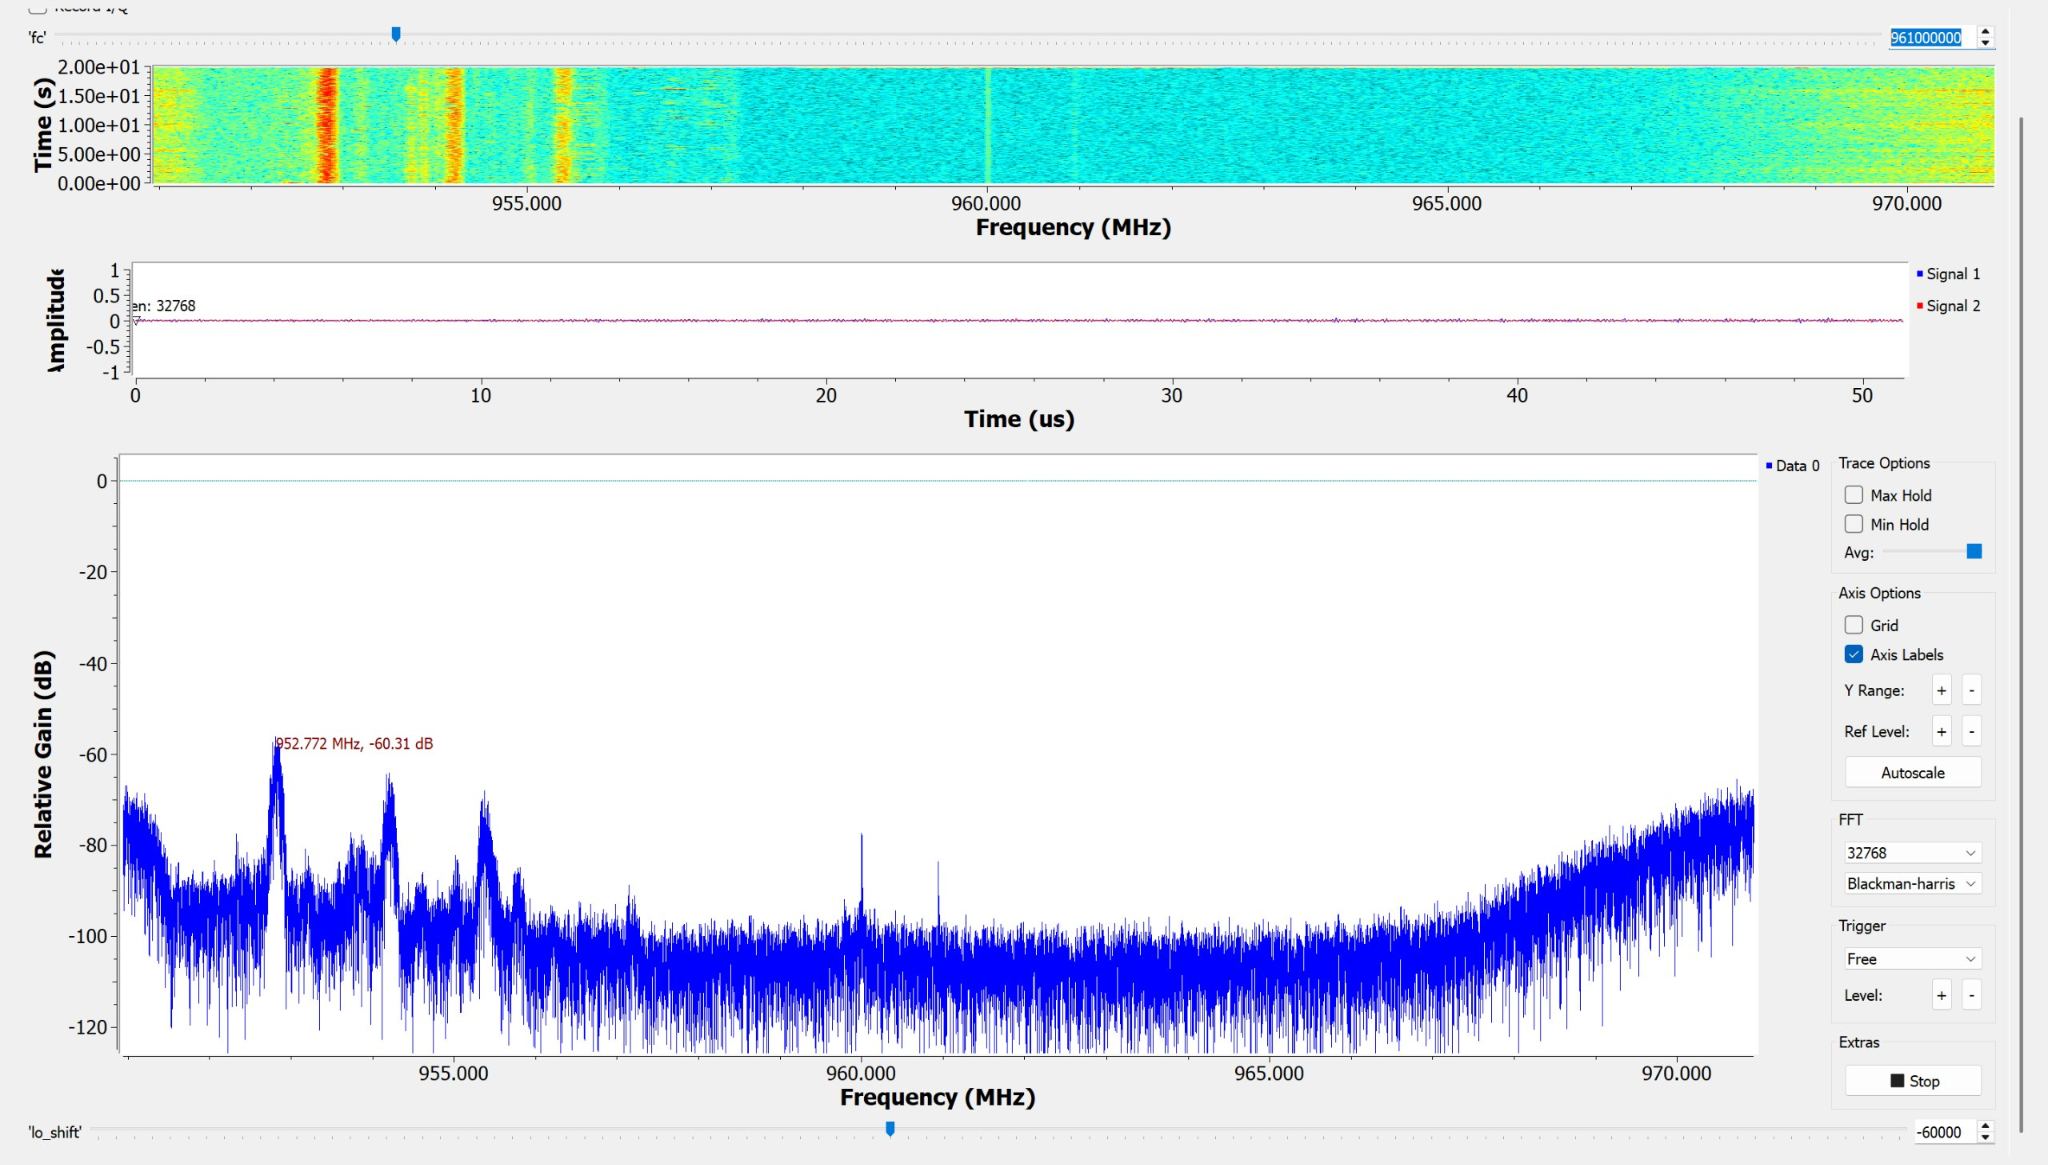 Record I/Q
'fc'
961000000
2.00e+01
1.50e+01
1.00e+01
5.00e+00
0.00e+00
Time (s)
955.000 960.000 965.000 970.000
Frequency (MHz)
1
0.5
0
-0.5
-1
Amplitude
en: 32768
Signal 1
Signal 2
0 10 20 30 40 50
Time (us)
0
-20
-40
-60
-80
-100
-120
Relative Gain (dB)
952.772 MHz, -60.31 dB
Data 0
955.000 960.000 965.000 970.000
Frequency (MHz)
Trace Options
Max Hold
Min Hold
Avg:
Axis Options
Grid
Axis Labels
Y Range: + -
Ref Level: + -
Autoscale
FFT
32768
Blackman-harris
Trigger
Free
Level: + -
Extras
Stop
'lo_shift'
-60000